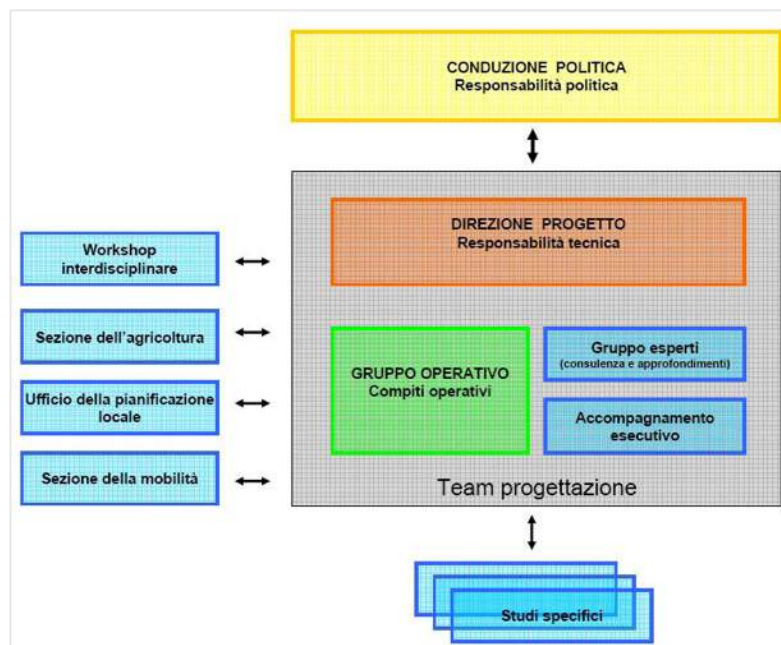 CONDUZIONE POLITICA
Responsabilità politica
DIREZIONE PROGETTO
Responsabilità tecnica
Workshop
interdisciplinare
Sezione dell'agricoltura
Ufficio della pianificazione
locale
Sezione della mobilità
GRUPPO OPERATIVO
Compiti operativi
Gruppo esperti
(consulenza e approfondimenti)
Accompagnamento
esecutivo
Team progettazione
Studi specifici